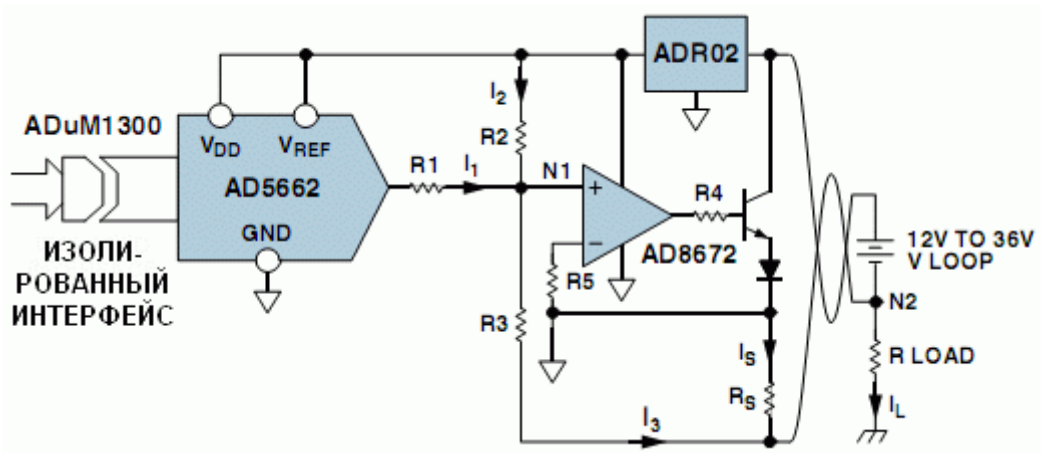 ADR02
I2
ADuM1300
VDD
VREF
R2
R1
I1
N1
AD5662
+
R4
GND
−
AD8672
12V TO 36V
V LOOP
ИЗОЛИ-
РОВАННЫЙ
ИНТЕРФЕЙС
R5
N2
R3
IS
R LOAD
RS
IL
I3